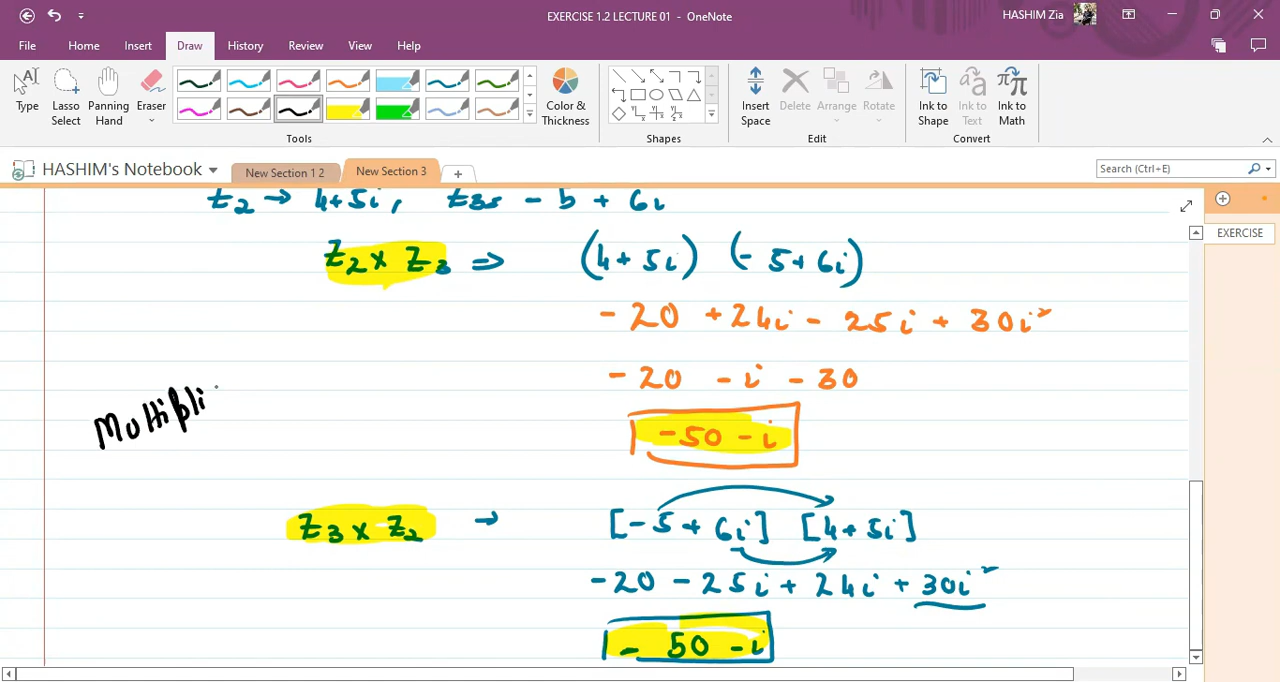 EXERCISE 1.2 LECTURE 01 - OneNote
HASHIM Zia
File Home Insert Draw History Review View Help
Type
Lasso Select
Panning Hand
Eraser
Color & Thickness
Insert Space
Delete
Arrange
Rotate
Ink to Shape
Ink to Text
Ink to Math
Tools Shapes Edit Convert
HASHIM's Notebook
New Section 1 2
New Section 3
Search (Ctrl+E)
EXERCISE
z2 → 4+5i, z3s - 5 + 6i
z2 x z3 ⇒ (4+5i) (-5+6i)
-20 +24i - 25i + 30i²
-20 -i -30
Multipli
-50 -i
z3 x z2 → [-5+6i] [4+5i]
-20 - 25i + 24i + 30i²
- 50 -i